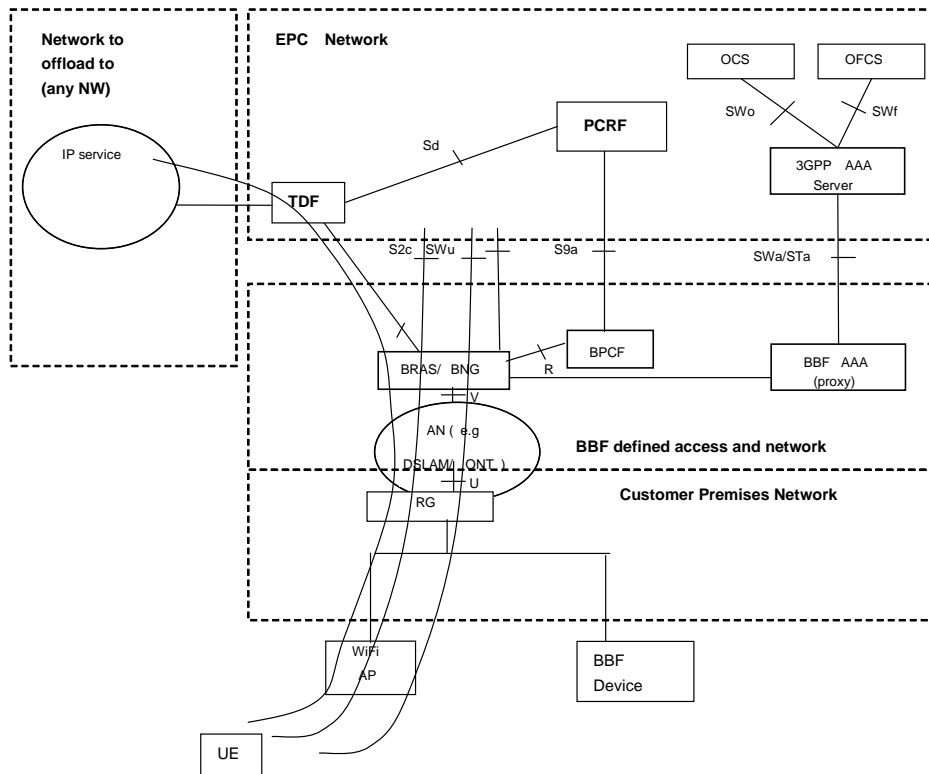 Network to
offload to
(any NW)
IP service
EPC Network
OCS
OFCS
SWo
SWf
PCRF
Sd
3GPP AAA
Server
TDF
S2c
SWu
S9a
SWa/STa
BPCF
R
BRAS/ BNG
BBF AAA
(proxy)
V
AN ( e.g
DSLAM/ ONT )
BBF defined access and network
U
RG
Customer Premises Network
WiFi
AP
BBF
Device
UE